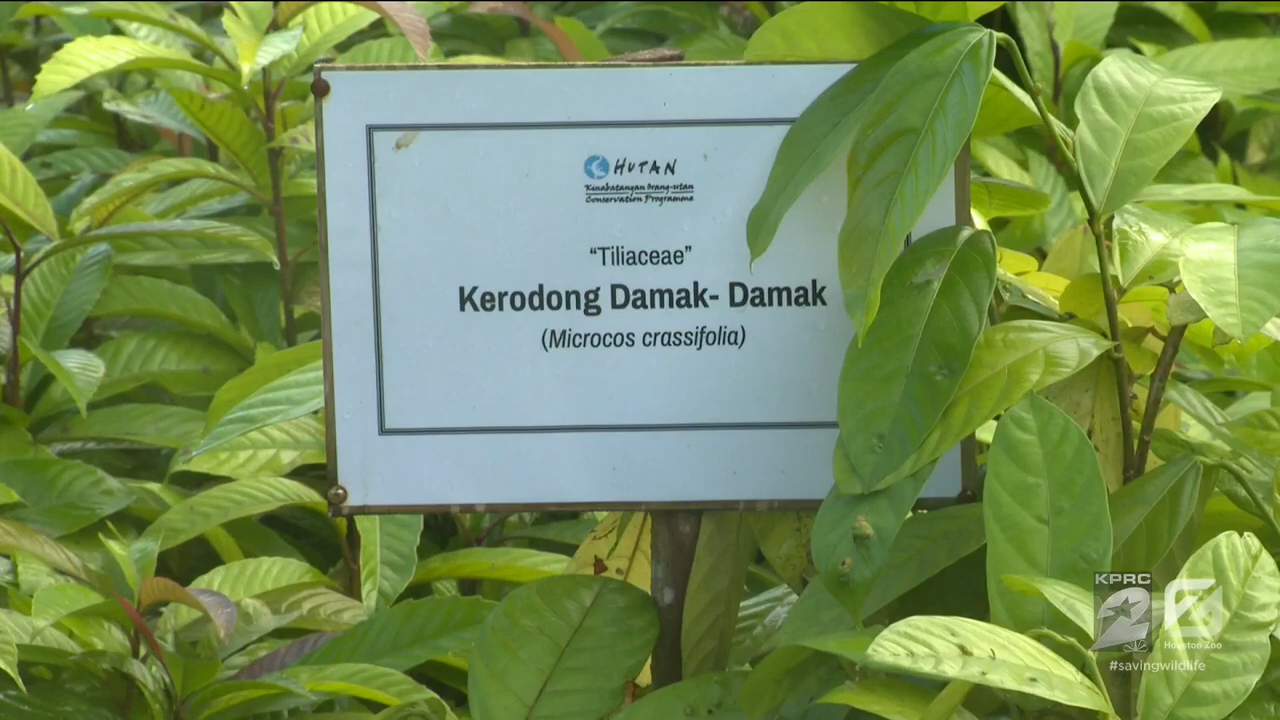 HUTAN
Kinabatangan Orang-utan
Conservation Programme
“Tiliaceae”
Kerodong Damak- Damak
(Microcos crassifolia)
KPRC
2
Houston Zoo
#savingwildlife